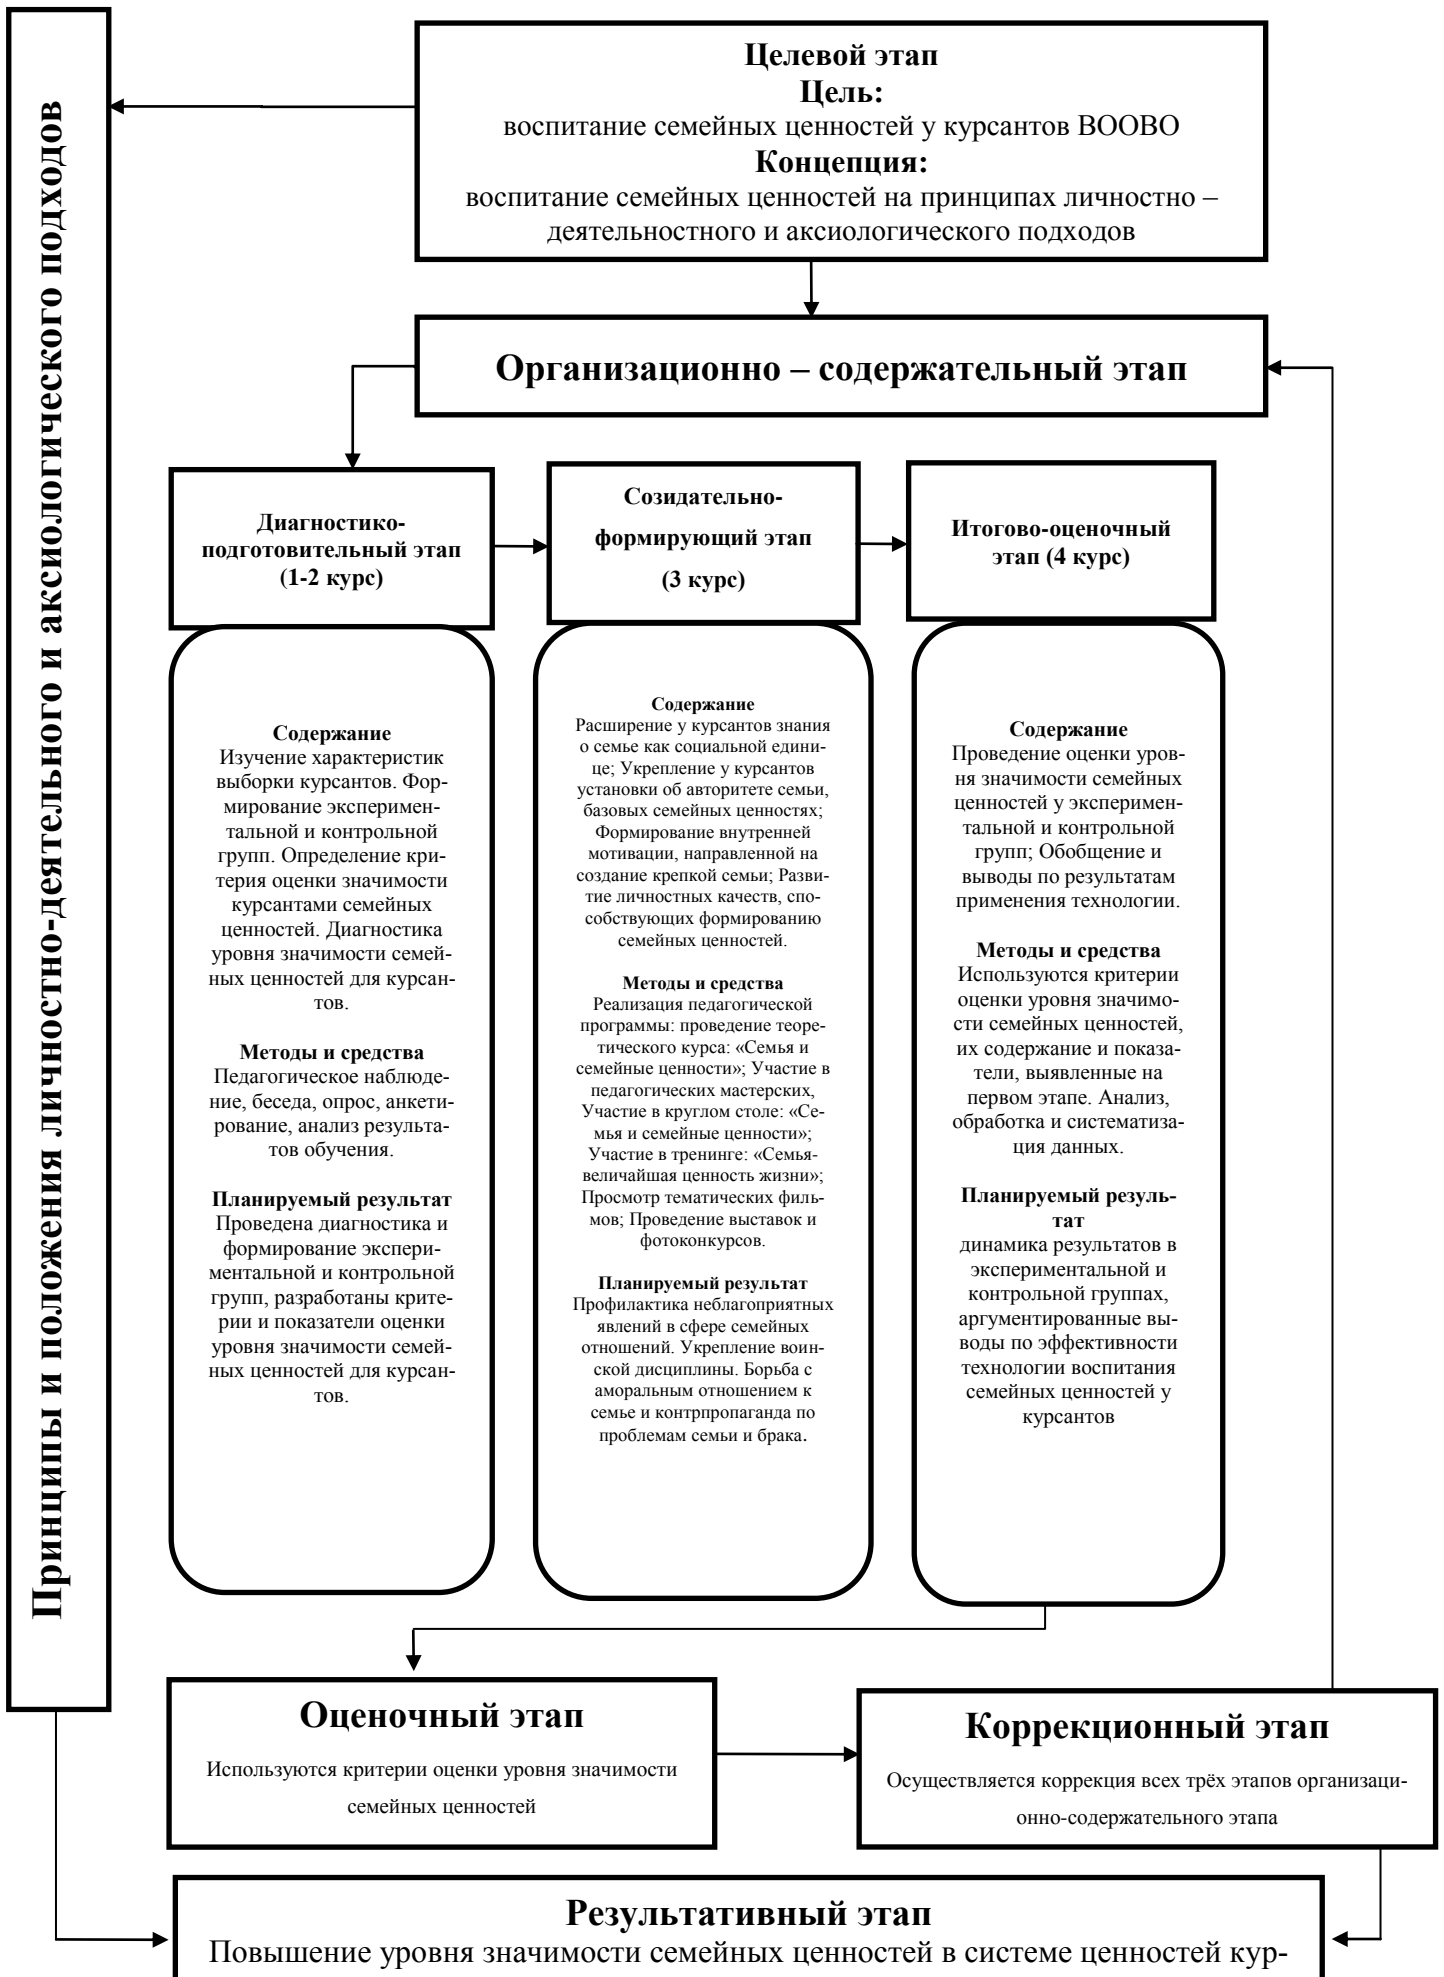 Принципы и положения личностно-деятельного и аксиологического подходов
Целевой этап
Цель:
воспитание семейных ценностей у курсантов ВООВО
Концепция:
воспитание семейных ценностей на принципах личностно –
деятельностного и аксиологического подходов
Организационно – содержательный этап
Диагностико-
подготовительный этап
(1-2 курс)
Созидательно-
формирующий этап
(3 курс)
Итогово-оценочный
этап (4 курс)
Содержание
Изучение характеристик
выборки курсантов. Фор-
мирование эксперимен-
тальной и контрольной
групп. Определение кри-
терия оценки значимости
курсантами семейных
ценностей. Диагностика
уровня значимости семей-
ных ценностей для курсан-
тов.
Методы и средства
Педагогическое наблюде-
ние, беседа, опрос, анкети-
рование, анализ результа-
тов обучения.
Планируемый результат
Проведена диагностика и
формирование экспери-
ментальной и контрольной
групп, разработаны крите-
рии и показатели оценки
уровня значимости семей-
ных ценностей для курсан-
тов.
Содержание
Расширение у курсантов знания
о семье как социальной едини-
це; Укрепление у курсантов
установки об авторитете семьи,
базовых семейных ценностях;
Формирование внутренней
мотивации, направленной на
создание крепкой семьи; Разви-
тие личностных качеств, спо-
собствующих формированию
семейных ценностей.
Методы и средства
Реализация педагогической
программы: проведение теоре-
тического курса: «Семья и
семейные ценности»; Участие в
педагогических мастерских,
Участие в круглом столе: «Се-
мья и семейные ценности»;
Участие в тренинге: «Семья-
величайшая ценность жизни»;
Просмотр тематических филь-
мов; Проведение выставок и
фотоконкурсов.
Планируемый результат
Профилактика неблагоприятных
явлений в сфере семейных
отношений. Укрепление воин-
ской дисциплины. Борьба с
аморальным отношением к
семье и контрпропаганда по
проблемам семьи и брака.
Содержание
Проведение оценки уров-
ня значимости семейных
ценностей у эксперимен-
тальной и контрольной
групп; Обобщение и
выводы по результатам
применения технологии.
Методы и средства
Используются критерии
оценки уровня значимо-
сти семейных ценностей,
их содержание и показа-
тели, выявленные на
первом этапе. Анализ,
обработка и систематиза-
ция данных.
Планируемый резуль-
тат
динамика результатов в
экспериментальной и
контрольной группах,
аргументированные вы-
воды по эффективности
технологии воспитания
семейных ценностей у
курсантов
Оценочный этап
Используются критерии оценки уровня значимости
семейных ценностей
Коррекционный этап
Осуществляется коррекция всех трёх этапов организаци-
онно-содержательного этапа
Результативный этап
Повышение уровня значимости семейных ценностей в системе ценностей кур-